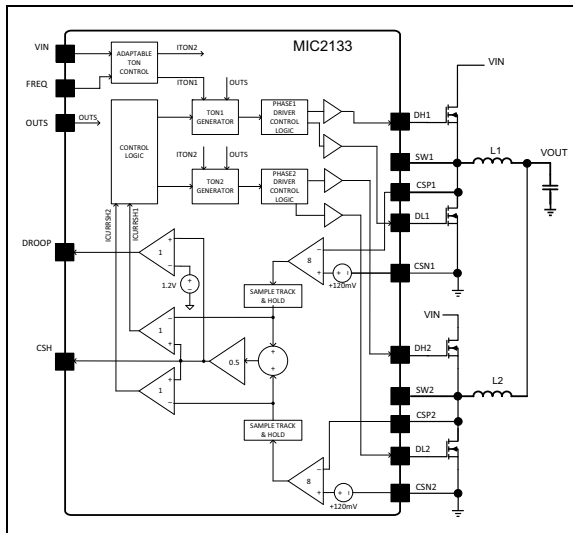 MIC2133
VIN
VIN
ADAPTABLE
TON
CONTROL
ITON2
ITON1
OUTS
FREQ
OUTS
OUTS
CONTROL
LOGIC
TON1
GENERATOR
PHASE1
DRIVER
CONTROL
LOGIC
DH1
SW1
L1
VOUT
ITON2
OUTS
TON2
GENERATOR
PHASE2
DRIVER
CONTROL
LOGIC
CSP1
DL1
ICURRSH2
ICURRSH1
DROOP
1
+
−
1.2V
+
−
8
−
+
+
−
+120mV
CSN1
SAMPLE TRACK
& HOLD
VIN
1
−
+
CSH
0.5
+
+
DH2
1
+
−
SW2
L2
SAMPLE TRACK
& HOLD
CSP2
DL2
8
−
+
+
−
+120mV
CSN2